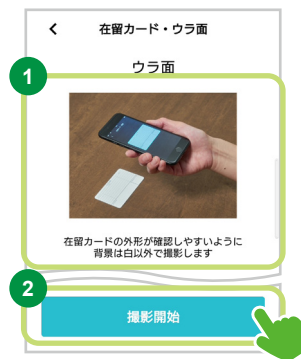 在留カード・ウラ面
1
ウラ面
在留カードの外形が確認しやすいように
背景は白以外で撮影します
2
撮影開始